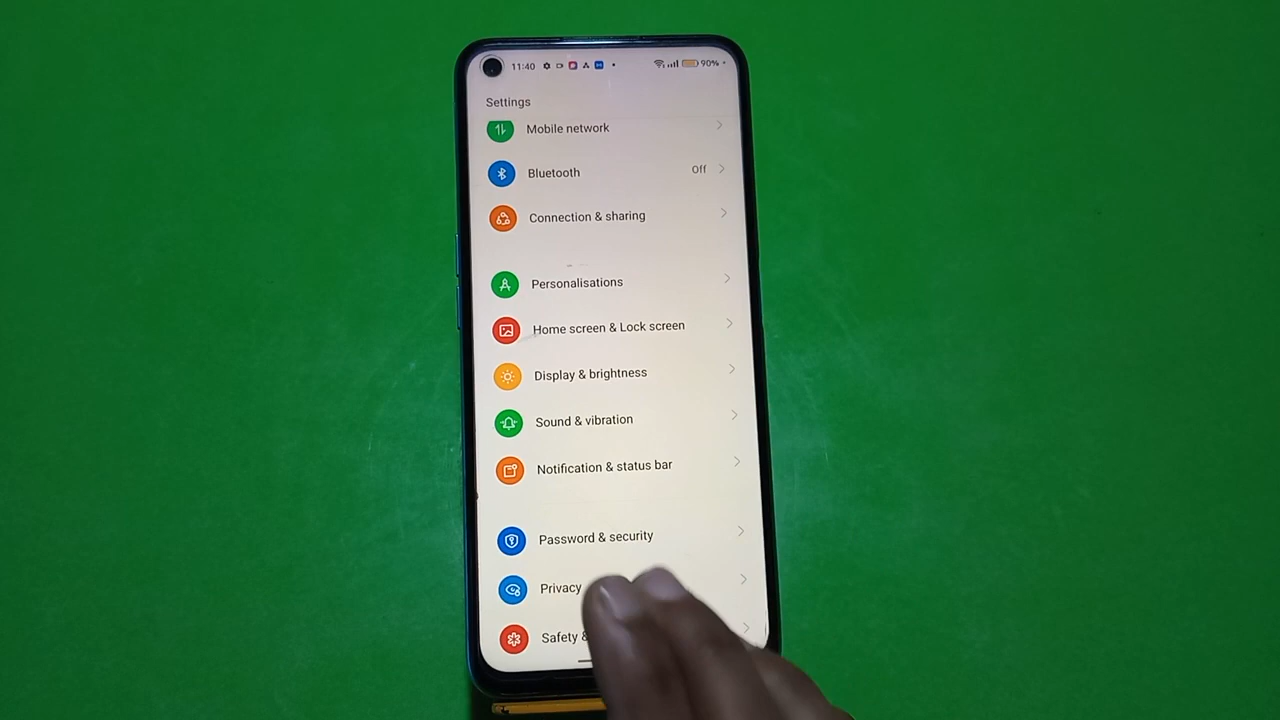 11:40 90%
Settings
Mobile network
Bluetooth Off
Connection & sharing
Personalisations
Home screen & Lock screen
Display & brightness
Sound & vibration
Notification & status bar
Password & security
Privacy
Safety &